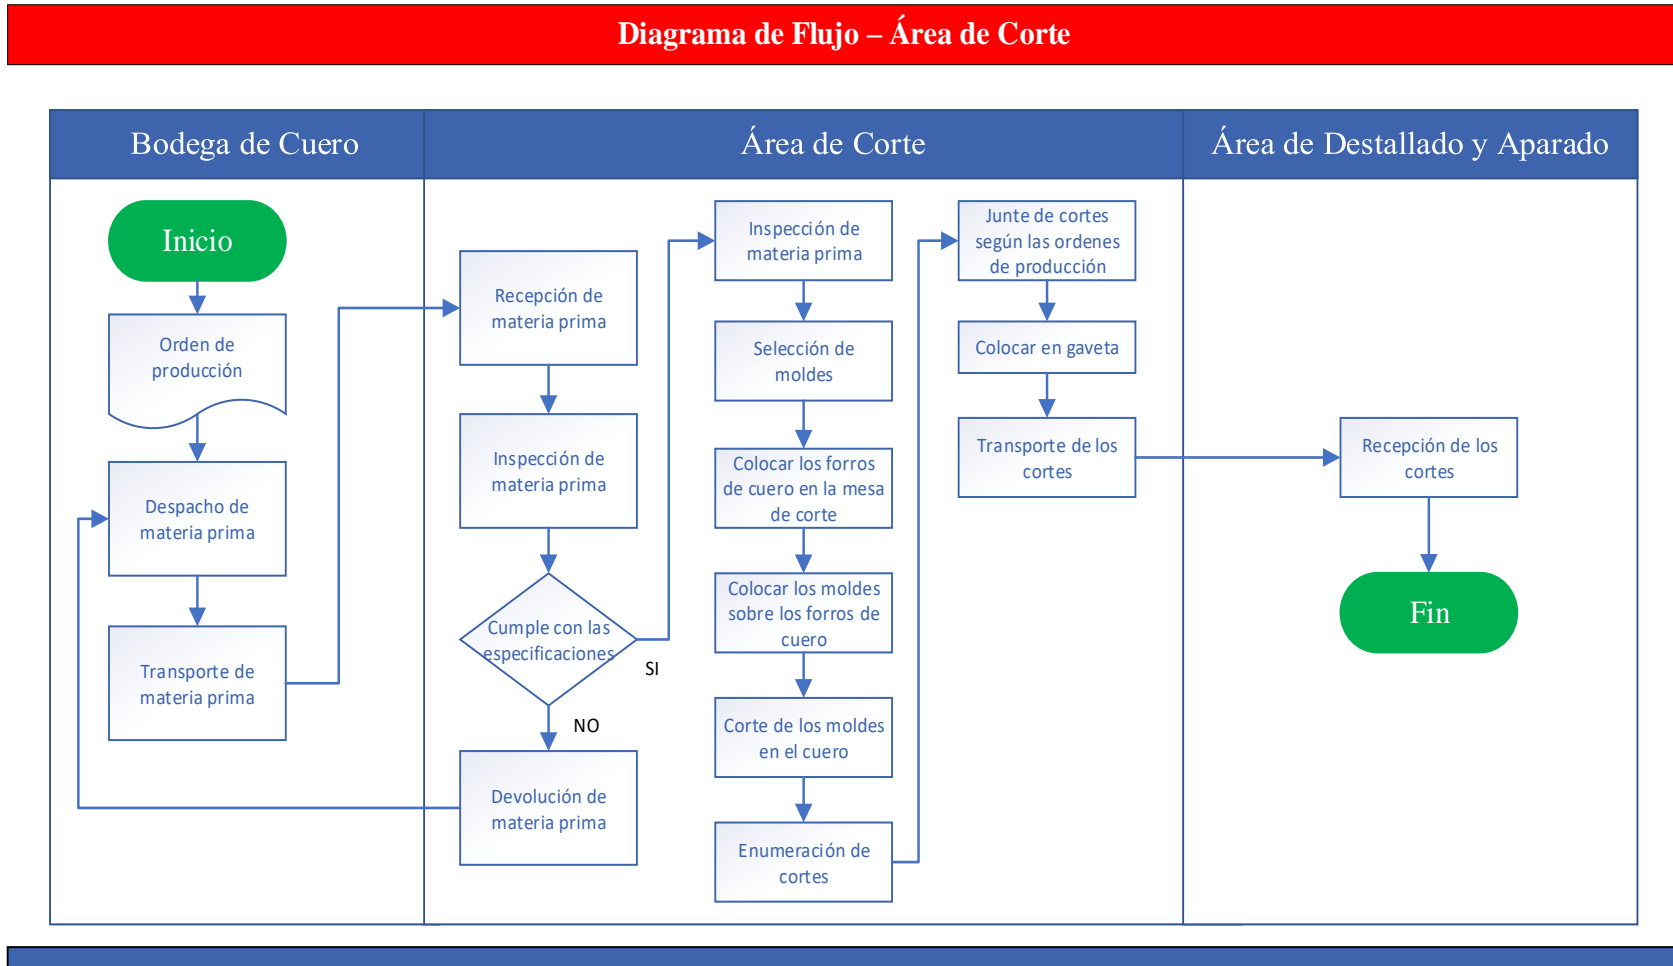 Diagrama de Flujo – Área de Corte
Bodega de Cuero
Área de Corte
Área de Destallado y Aparado
Inicio
Orden de
producción
Despacho de
materia prima
Transporte de
materia prima
Recepción de
materia prima
Inspección de
materia prima
Cumple con las
especificaciones
SI
NO
Devolución de
materia prima
Inspección de
materia prima
Selección de
moldes
Colocar los forros
de cuero en la mesa
de corte
Colocar los moldes
sobre los forros de
cuero
Corte de los moldes
en el cuero
Enumeración de
cortes
Junte de cortes
según las ordenes
de producción
Colocar en gaveta
Transporte de los
cortes
Recepción de los
cortes
Fin